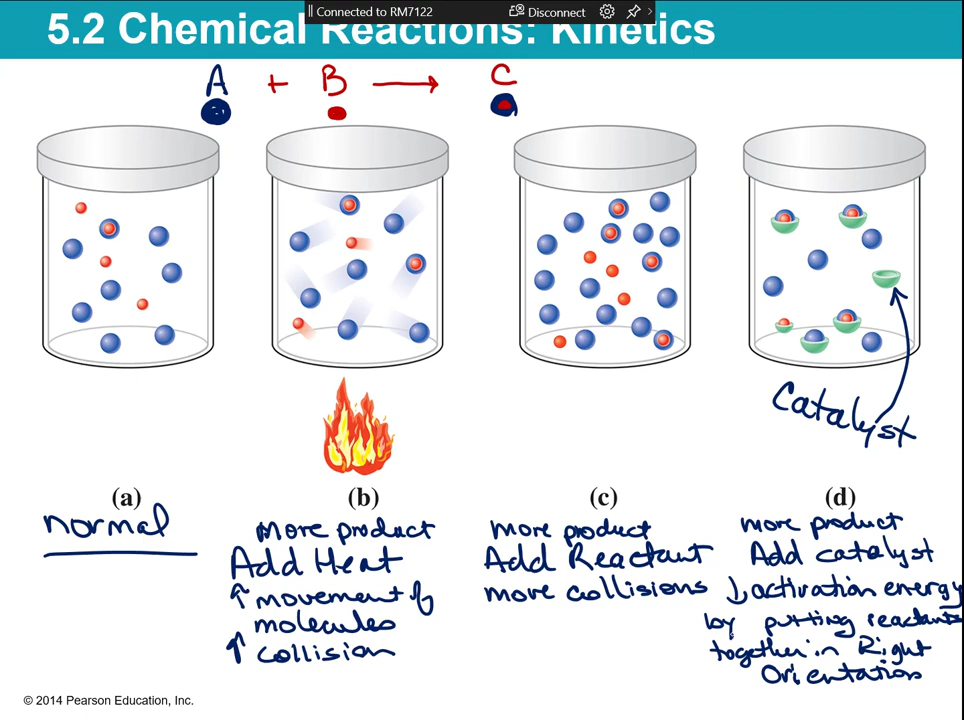 Connected to RM7122
Disconnect
5.2 Chemical Reactions: Kinetics
A + B → C
Catalyst
(a)
normal
(b)
More product
Add Heat
↑ movement of
molecules
↑ collision
(c)
more product
Add Reactant
more collisions
(d)
more product
Add catalyst
↓activation energy
by putting reactants
together in Right
Orientation
© 2014 Pearson Education, Inc.